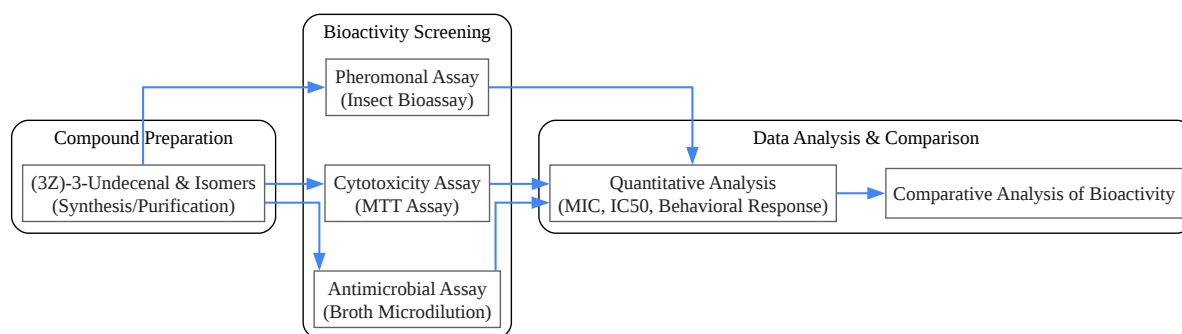 Bioactivity Screening
Pheromonal Assay
(Insect Bioassay)
Compound Preparation
(3Z)-3-Undecenal & Isomers
(Synthesis/Purification)
Cytotoxicity Assay
(MTT Assay)
Antimicrobial Assay
(Broth Microdilution)
Data Analysis & Comparison
Quantitative Analysis
(MIC, IC50, Behavioral Response)
Comparative Analysis of Bioactivity